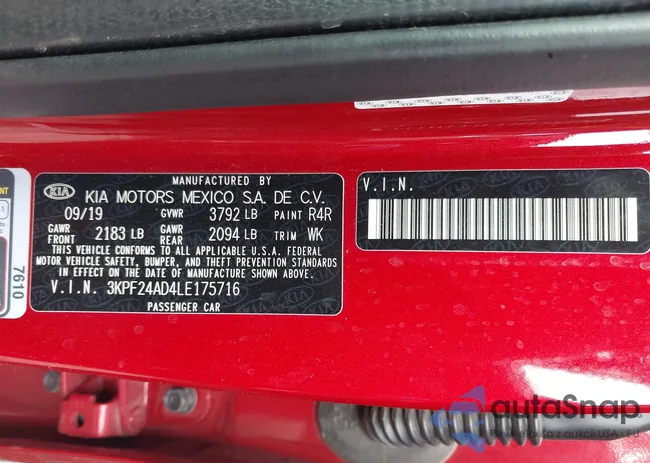 MANUFACTURED BY
KIA KIA MOTORS MEXICO S.A. DE C.V.
09/19 GVWR 3792 LB PAINT R4R
GAWR FRONT 2183 LB GAWR REAR 2094 LB TRIM WK
THIS VEHICLE CONFORMS TO ALL APPLICABLE U.S.A. FEDERAL
MOTOR VEHICLE SAFETY, BUMPER, AND THEFT PREVENTION STANDARDS
IN EFFECT ON THE DATE OF MANUFACTURE SHOWN ABOVE.
V.I.N. 3KPF24AD4LE175716
PASSENGER CAR
V.I.N.
7610
autoSnap